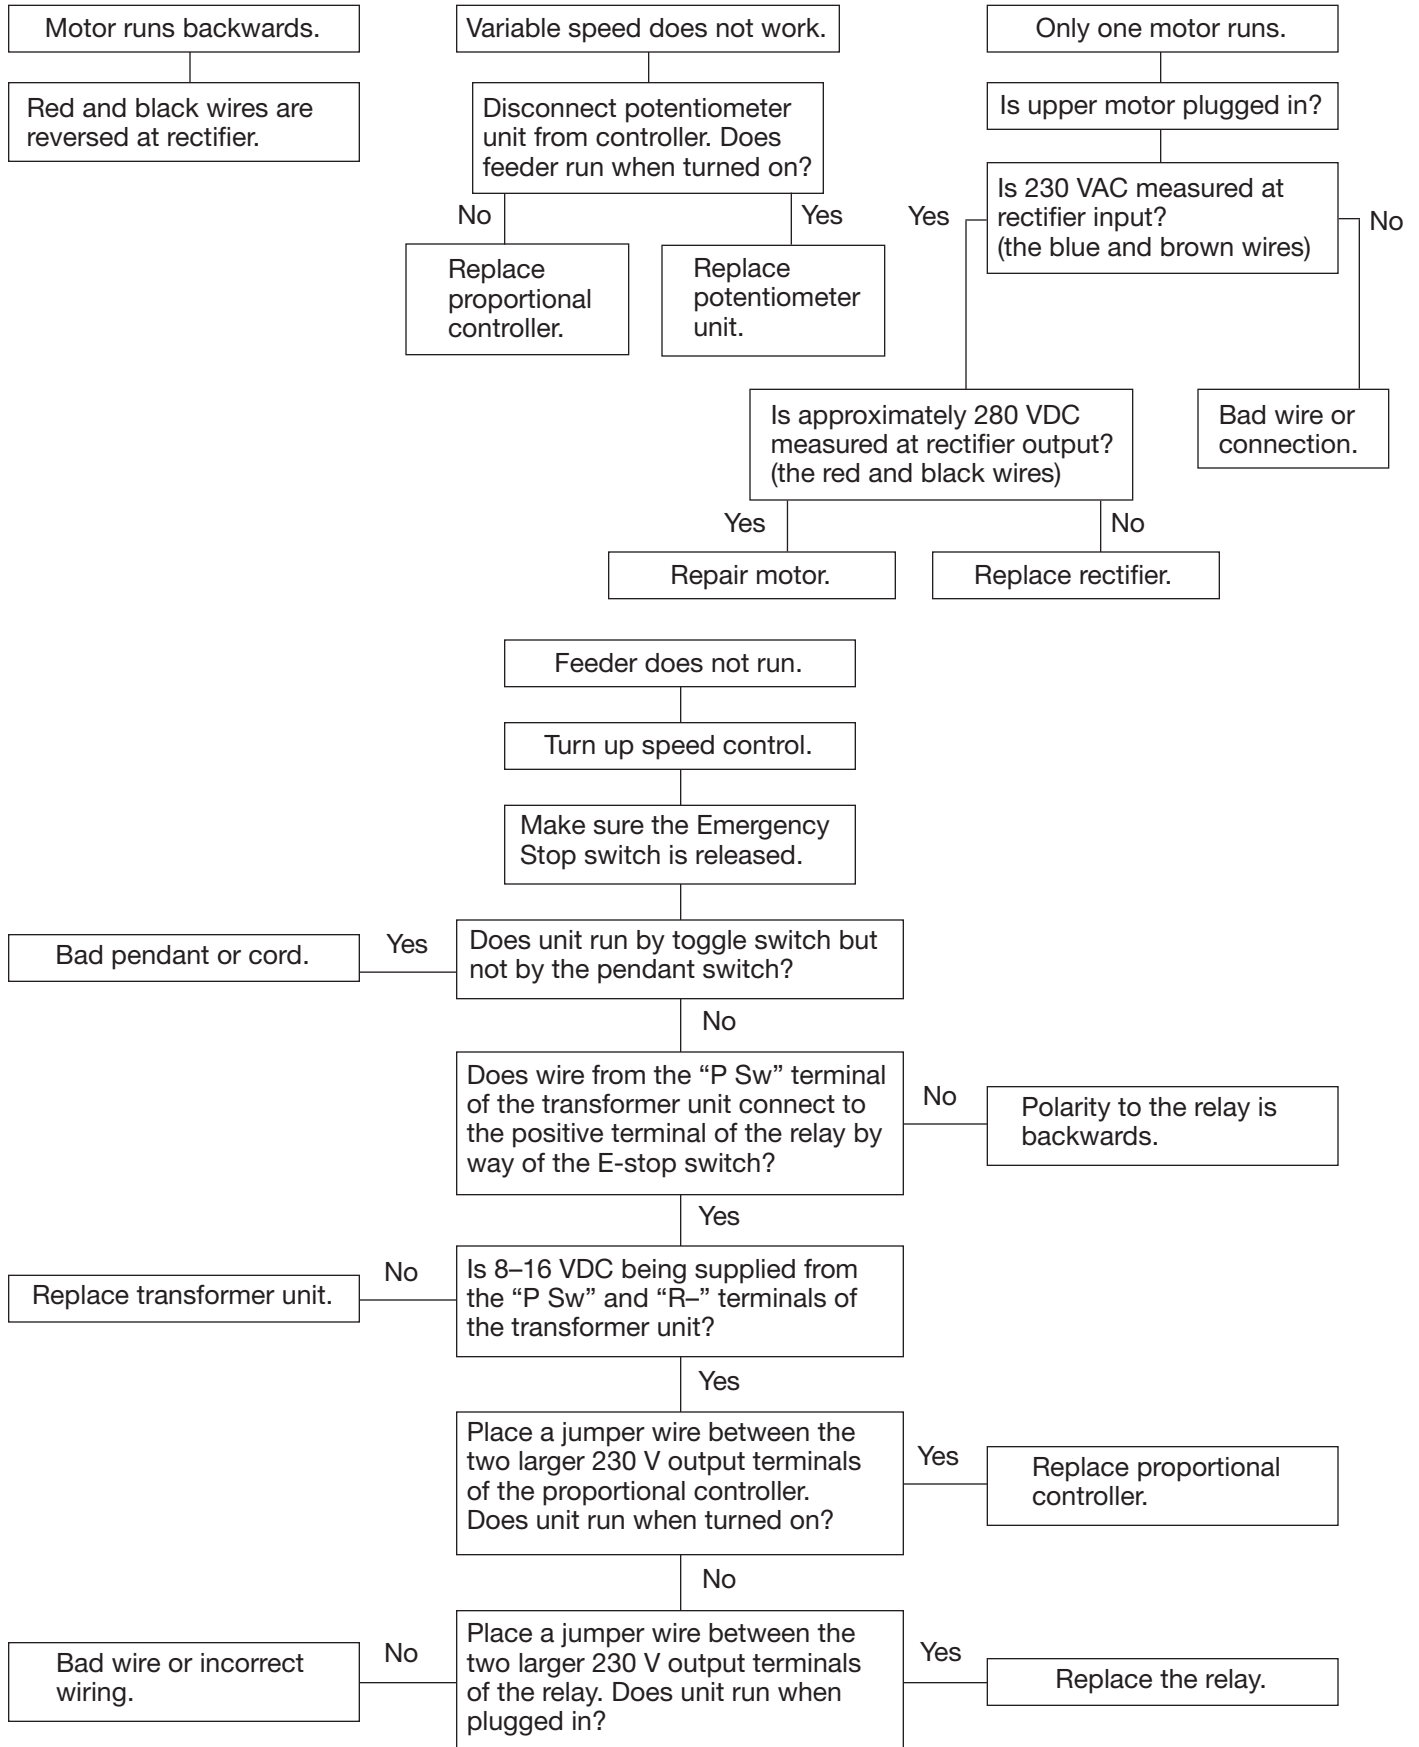 Motor runs backwards.
Red and black wires are
reversed at rectifier.
Variable speed does not work.
Disconnect potentiometer
unit from controller. Does
feeder run when turned on?
No
Yes
Replace
proportional
controller.
Replace
potentiometer
unit.
Only one motor runs.
Is upper motor plugged in?
Is 230 VAC measured at
rectifier input?
(the blue and brown wires)
Yes
No
Is approximately 280 VDC
measured at rectifier output?
(the red and black wires)
Bad wire or
connection.
Yes
No
Repair motor.
Replace rectifier.
Feeder does not run.
Turn up speed control.
Make sure the Emergency
Stop switch is released.
Does unit run by toggle switch but
not by the pendant switch?
Yes
Bad pendant or cord.
No
Does wire from the “P Sw” terminal
of the transformer unit connect to
the positive terminal of the relay by
way of the E-stop switch?
No
Polarity to the relay is
backwards.
Yes
Is 8–16 VDC being supplied from
the “P Sw” and “R–” terminals of
the transformer unit?
No
Replace transformer unit.
Yes
Place a jumper wire between the
two larger 230 V output terminals
of the proportional controller.
Does unit run when turned on?
Yes
Replace proportional
controller.
No
Place a jumper wire between the
two larger 230 V output terminals
of the relay. Does unit run when
plugged in?
No
Bad wire or incorrect
wiring.
Yes
Replace the relay.